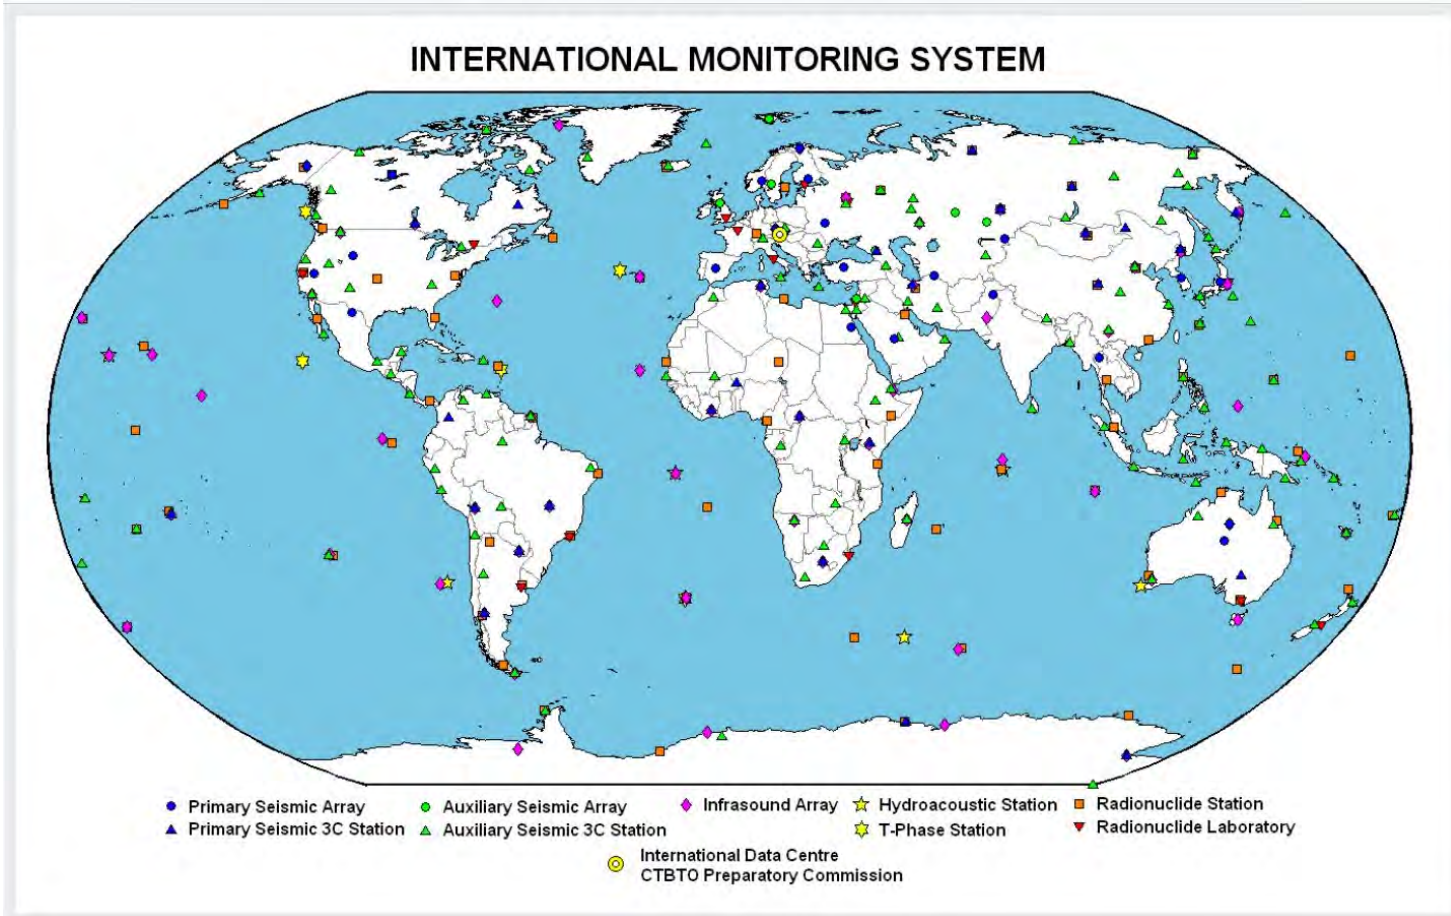 INTERNATIONAL MONITORING SYSTEM
Primary Seismic Array
Auxiliary Seismic Array
Infrasound Array
Hydroacoustic Station
Radionuclide Station
Primary Seismic 3C Station
Auxiliary Seismic 3C Station
T-Phase Station
Radionuclide Laboratory
International Data Centre
CTBTO Preparatory Commission